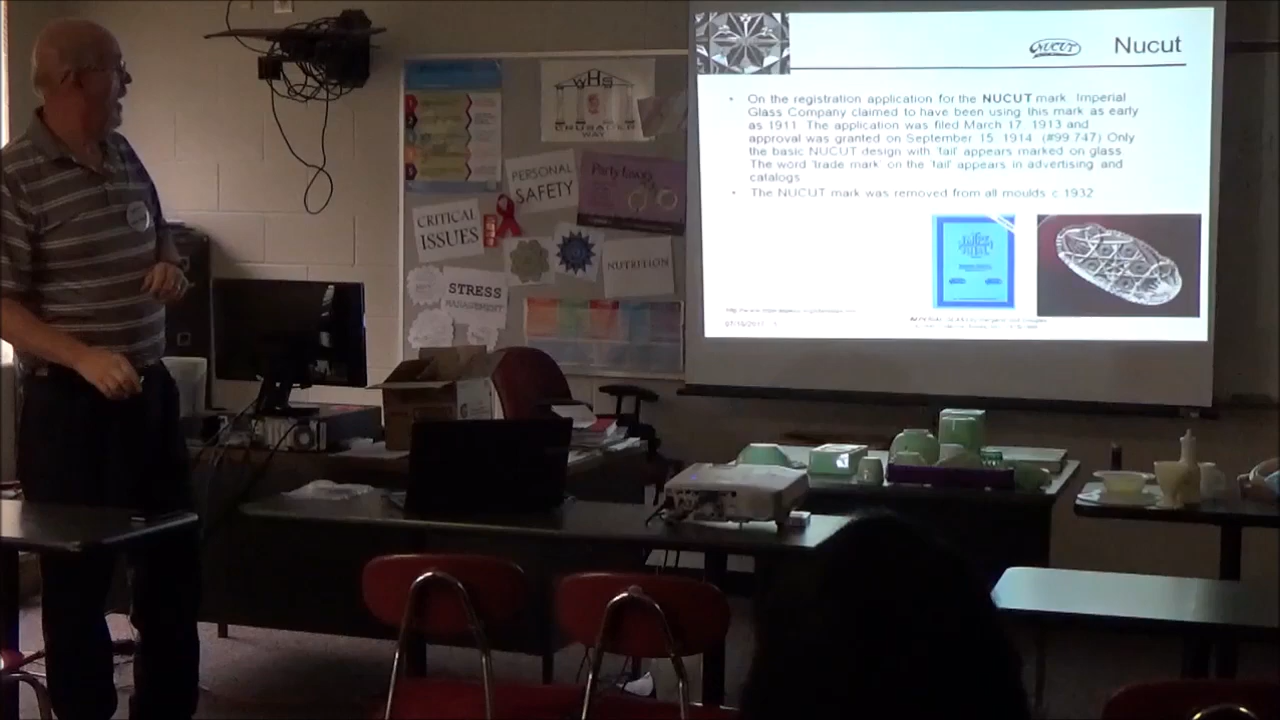 WHS
CRUSADER
WAY
PERSONAL
SAFETY
Party favors
CRITICAL
ISSUES
NUTRITION
STRESS
MANAGEMENT
NUCUT
Nucut
• On the registration application for the NUCUT mark, Imperial
Glass Company claimed to have been using this mark as early
as 1911. The application was filed March 17, 1913 and
approval was granted on September 15, 1914. (#99,747) Only
the basic NUCUT design with 'tail' appears marked on glass.
The word 'trade mark' on the 'tail' appears in advertising and
catalogs.
• The NUCUT mark was removed from all moulds c.1932